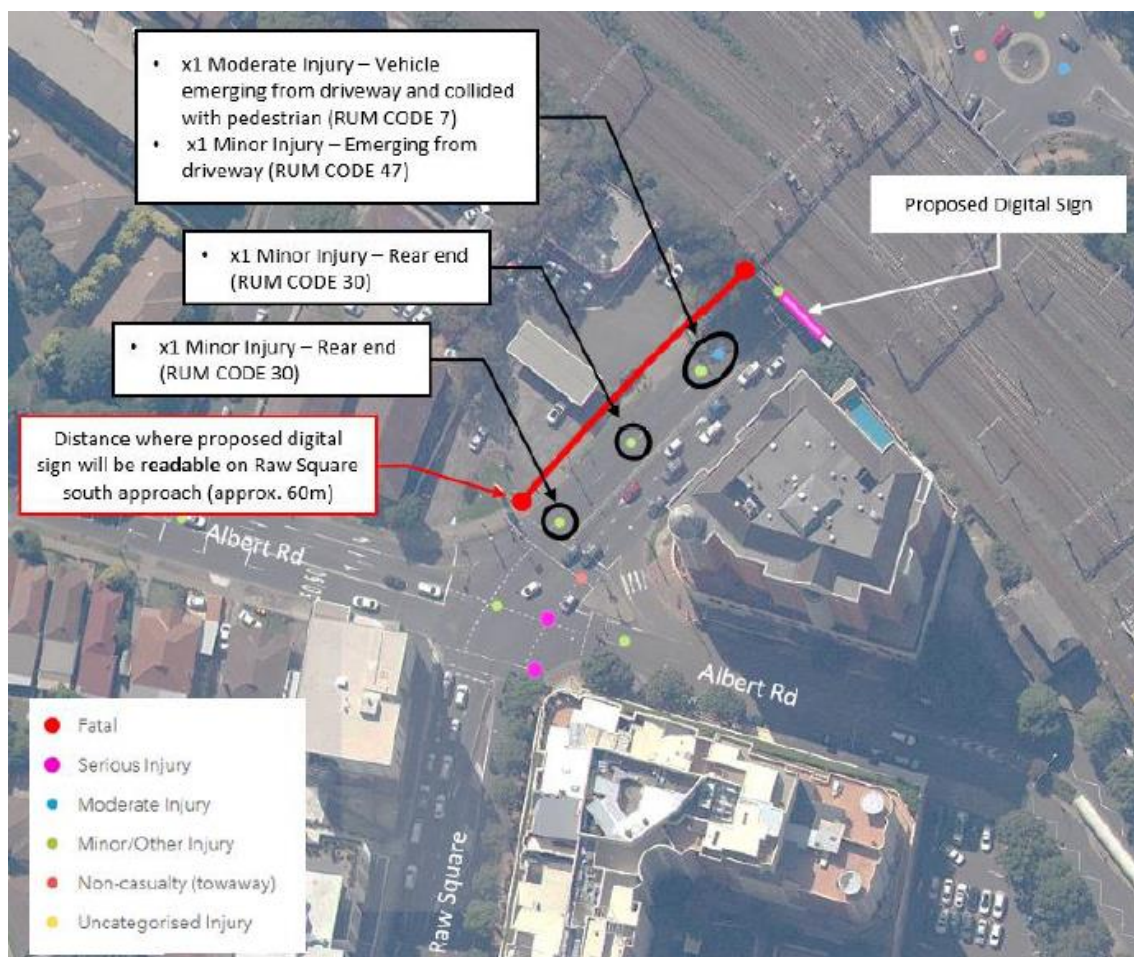 • x1 Moderate Injury – Vehicle
emerging from driveway and collided
with pedestrian (RUM CODE 7)
• x1 Minor Injury – Emerging from
driveway (RUM CODE 47)
Proposed Digital Sign
• x1 Minor Injury – Rear end
(RUM CODE 30)
• x1 Minor Injury – Rear end
(RUM CODE 30)
Distance where proposed digital
sign will be readable on Raw Square
south approach (approx. 60m)
Albert Rd
Albert Rd
Raw Square
Fatal
Serious Injury
Moderate Injury
Minor/Other Injury
Non-casualty (towaway)
Uncategorised Injury